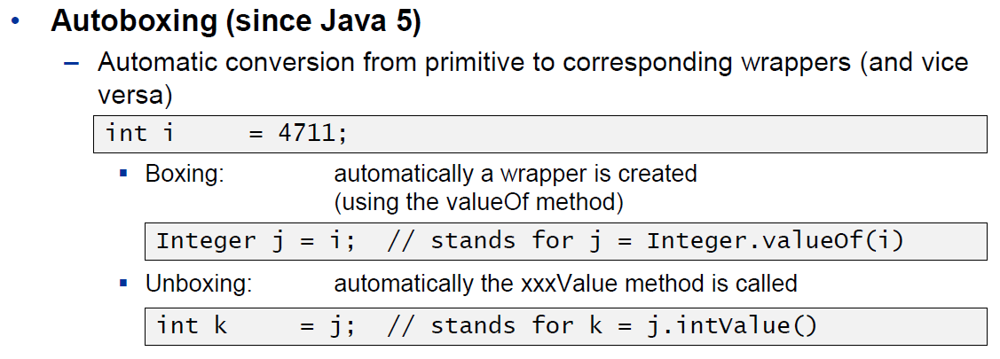 • Autoboxing (since Java 5)
– Automatic conversion from primitive to corresponding wrappers (and vice
versa)
int i     = 4711;
▪ Boxing: automatically a wrapper is created
(using the valueOf method)
Integer j = i;  // stands for j = Integer.valueOf(i)
▪ Unboxing: automatically the xxxValue method is called
int k     = j;  // stands for k = j.intValue()